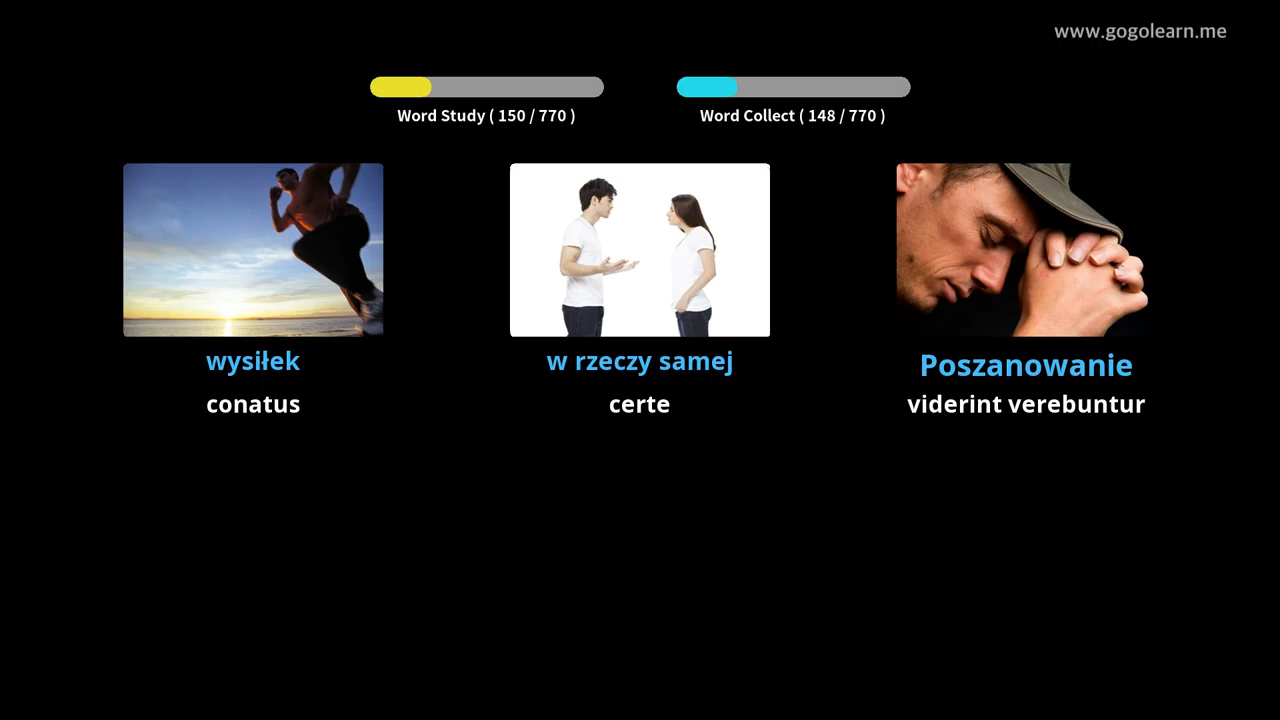 www.gogolearn.me
Word Study ( 150 / 770 )
Word Collect ( 148 / 770 )
wysiłek
w rzeczy samej
Poszanowanie
conatus
certe
viderint verebuntur